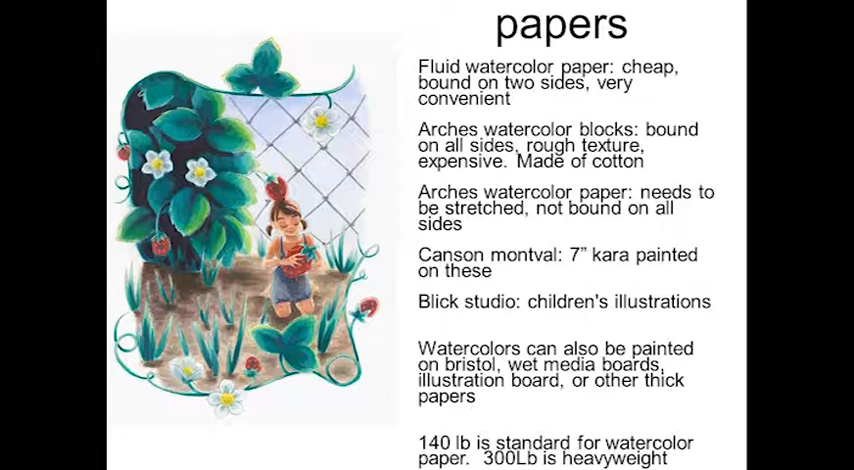 papers
Fluid watercolor paper: cheap,
bound on two sides, very
convenient
Arches watercolor blocks: bound
on all sides, rough texture,
expensive. Made of cotton
Arches watercolor paper: needs to
be stretched, not bound on all
sides
Canson montval: 7” kara painted
on these
Blick studio: children's illustrations
Watercolors can also be painted
on bristol, wet media boards,
illustration board, or other thick
papers
140 lb is standard for watercolor
paper. 300Lb is heavyweight